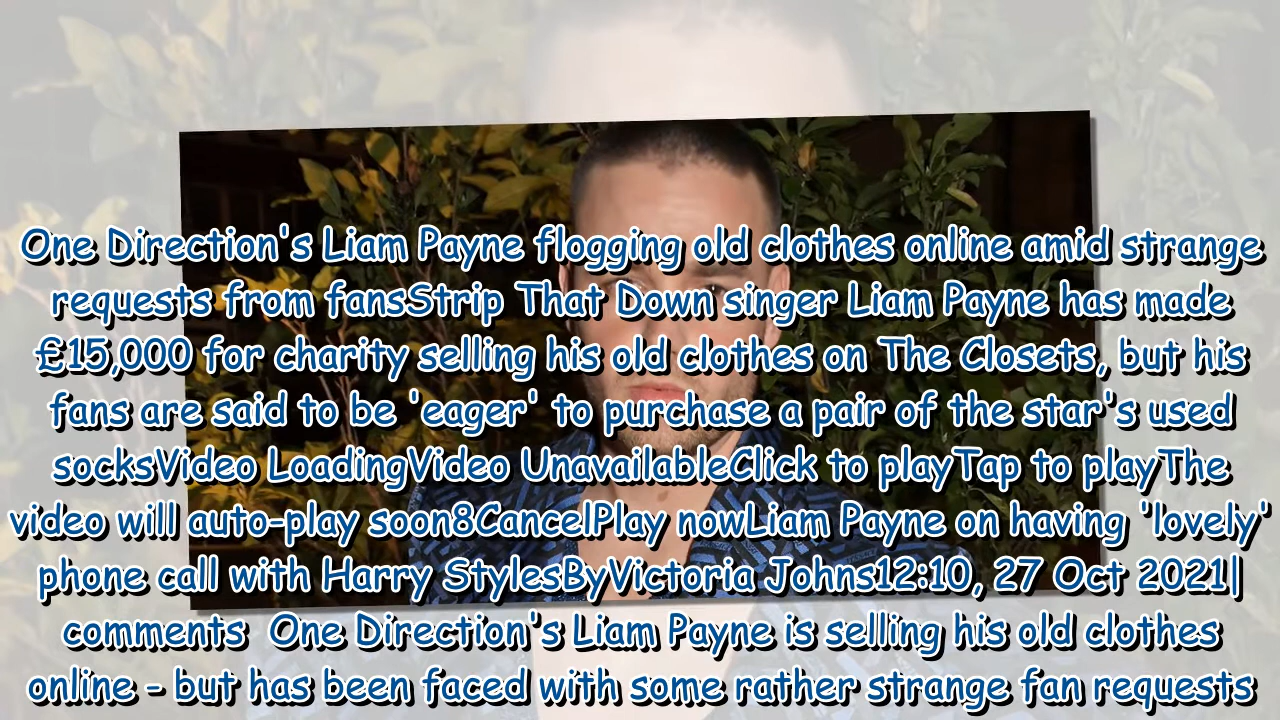 One Direction's Liam Payne flogging old clothes online amid strange
requests from fansStrip That Down singer Liam Payne has made
£15,000 for charity selling his old clothes on The Closets, but his
fans are said to be 'eager' to purchase a pair of the star's used
socksVideo LoadingVideo UnavailableClick to playTap to playThe
video will auto-play soon8CancelPlay nowLiam Payne on having 'lovely'
phone call with Harry StylesByVictoria Johns12:10, 27 Oct 2021|
comments One Direction's Liam Payne is selling his old clothes
online - but has been faced with some rather strange fan requests